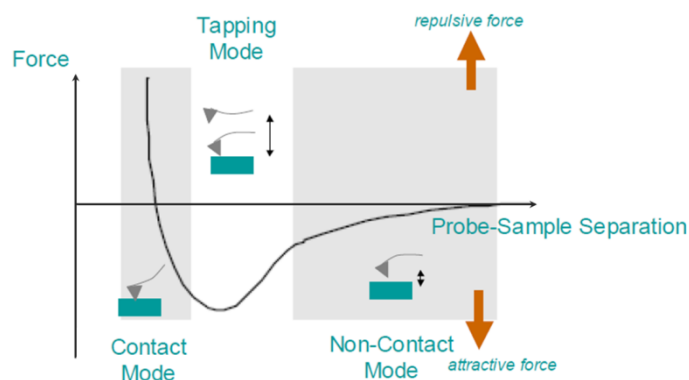 Tapping
Mode
repulsive force
Force
Probe-Sample Separation
Contact
Mode
Non-Contact
Mode
attractive force